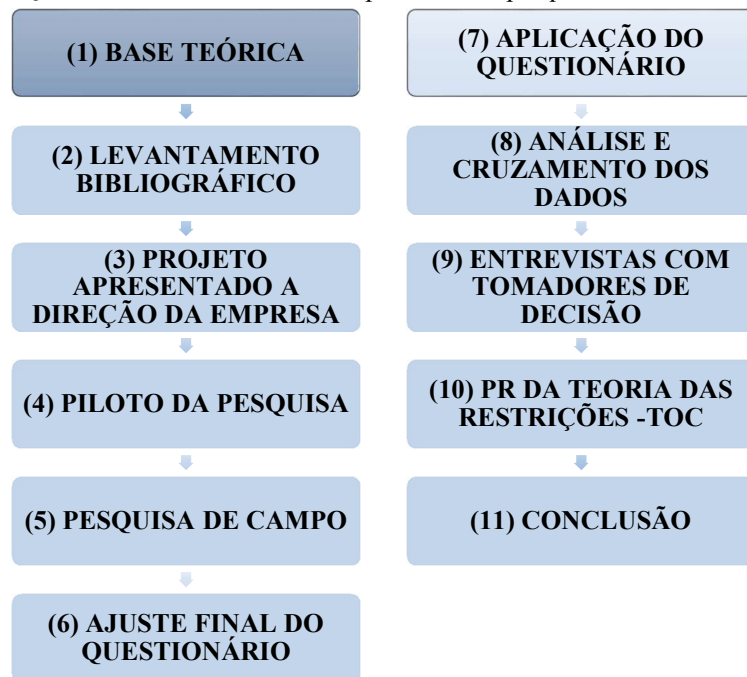 (1) BASE TEÓRICA
(2) LEVANTAMENTO
BIBLIOGRÁFICO
(3) PROJETO
APRESENTADO A
DIREÇÃO DA EMPRESA
(4) PILOTO DA PESQUISA
(5) PESQUISA DE CAMPO
(6) AJUSTE FINAL DO
QUESTIONÁRIO
(7) APLICAÇÃO DO
QUESTIONÁRIO
(8) ANÁLISE E
CRUZAMENTO DOS
DADOS
(9) ENTREVISTAS COM
TOMADORES DE
DECISÃO
(10) PR DA TEORIA DAS
RESTRIÇÕES -TOC
(11) CONCLUSÃO